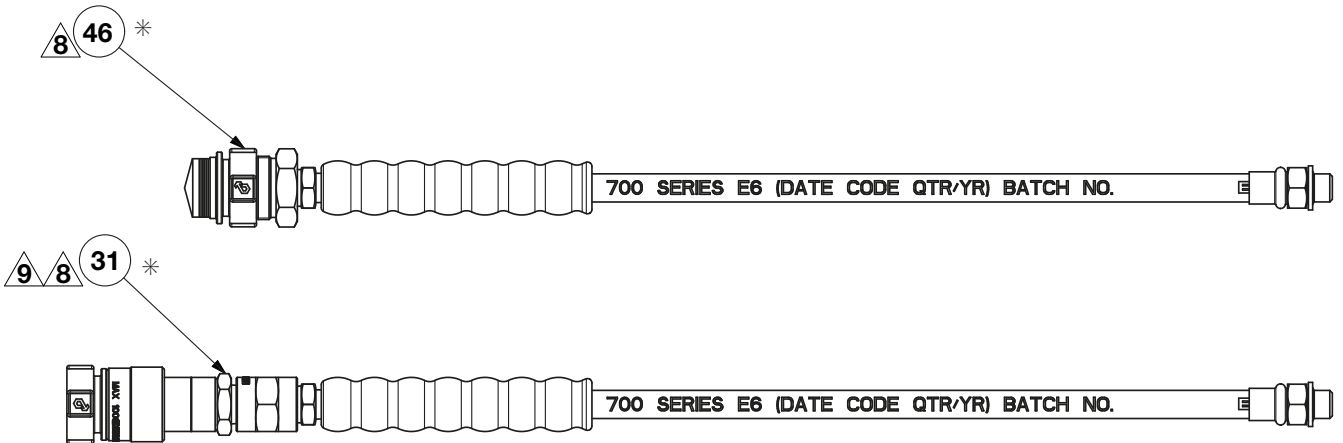 8 46 *
700 SERIES E6 (DATE CODE QTR/YR) BATCH NO.
9 8 31 *
700 SERIES E6 (DATE CODE QTR/YR) BATCH NO.
MAX